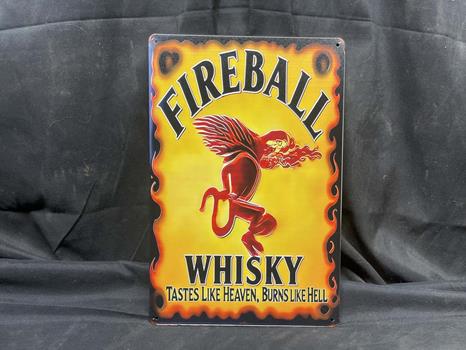 FIREBALL
WHISKY
TASTES LIKE HEAVEN, BURNS LIKE HELL